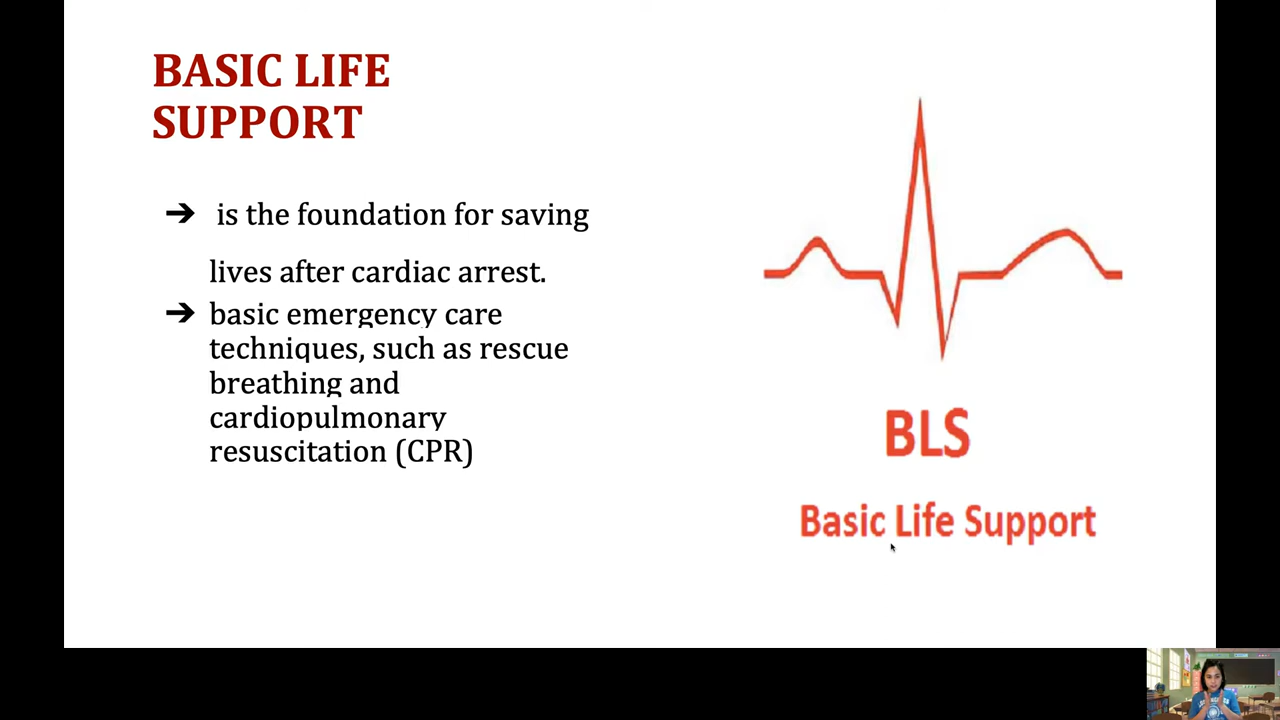 BASIC LIFE
SUPPORT
➔ is the foundation for saving
lives after cardiac arrest.
➔ basic emergency care
techniques, such as rescue
breathing and
cardiopulmonary
resuscitation (CPR)
BLS
Basic Life Support